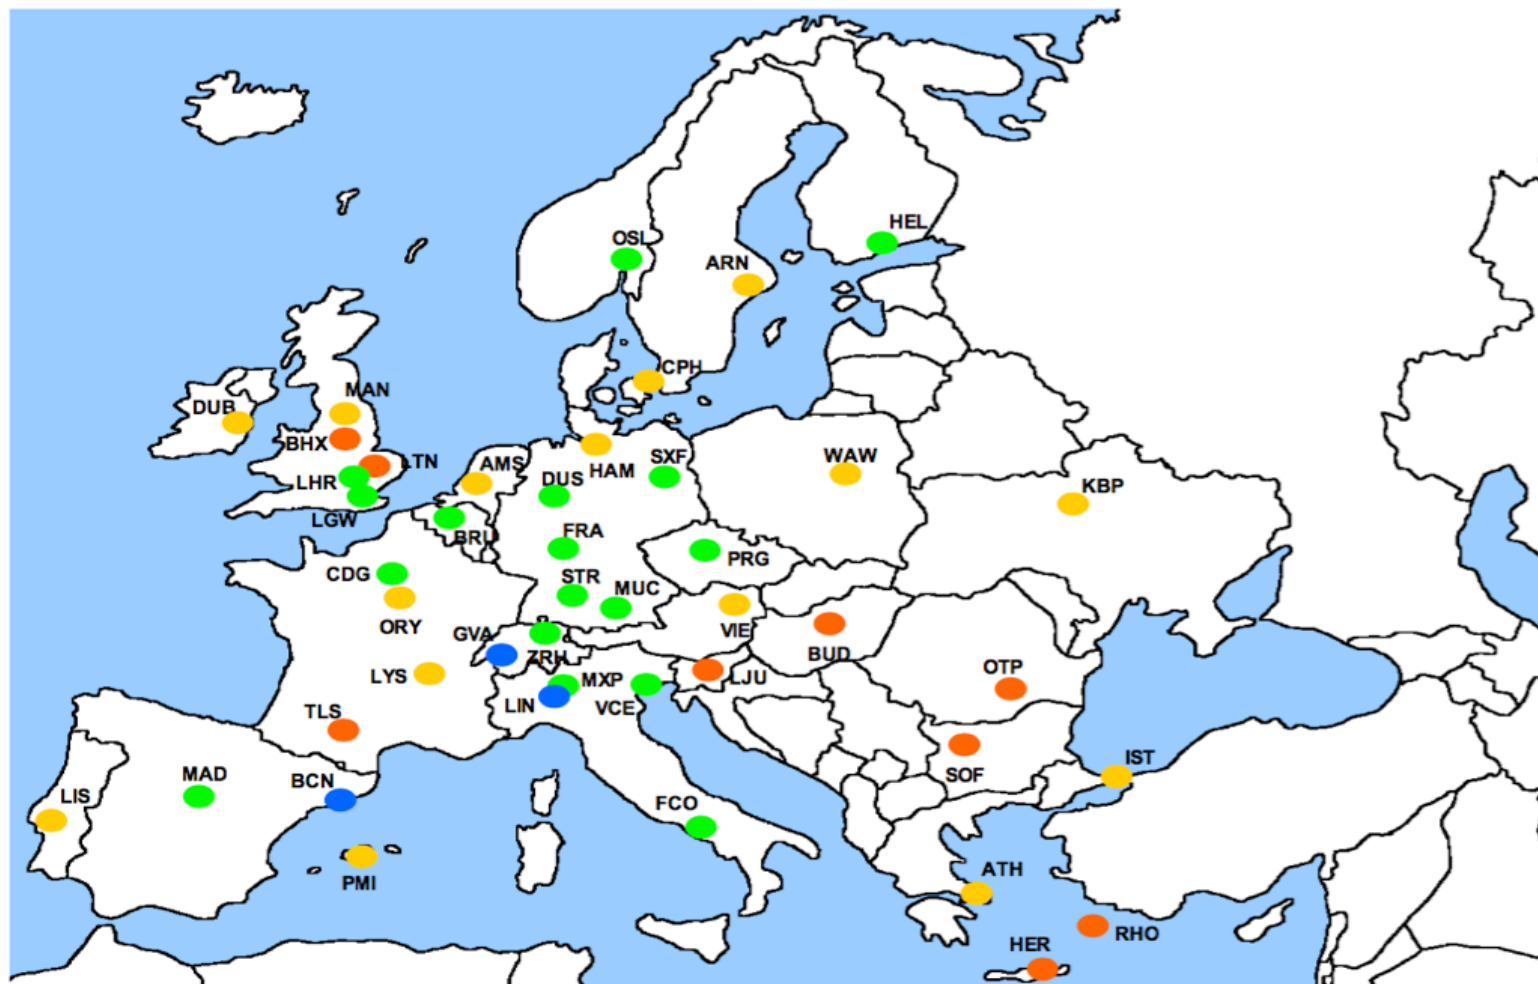 HEL
OSL
ARN
CPH
MAN
DUB
BHX
LTN
AMS
SXF
WAW
HAM
LHR
DUS
KBP
LGW
BRU
FRA
PRG
CDG
STR
MUC
ORY
GVA
VIE
ZRH
BUD
LYS
MXP
LJU
OTP
LIN
VCE
TLS
SOF
IST
MAD
BCN
LIS
FCO
PMI
ATH
RHO
HER